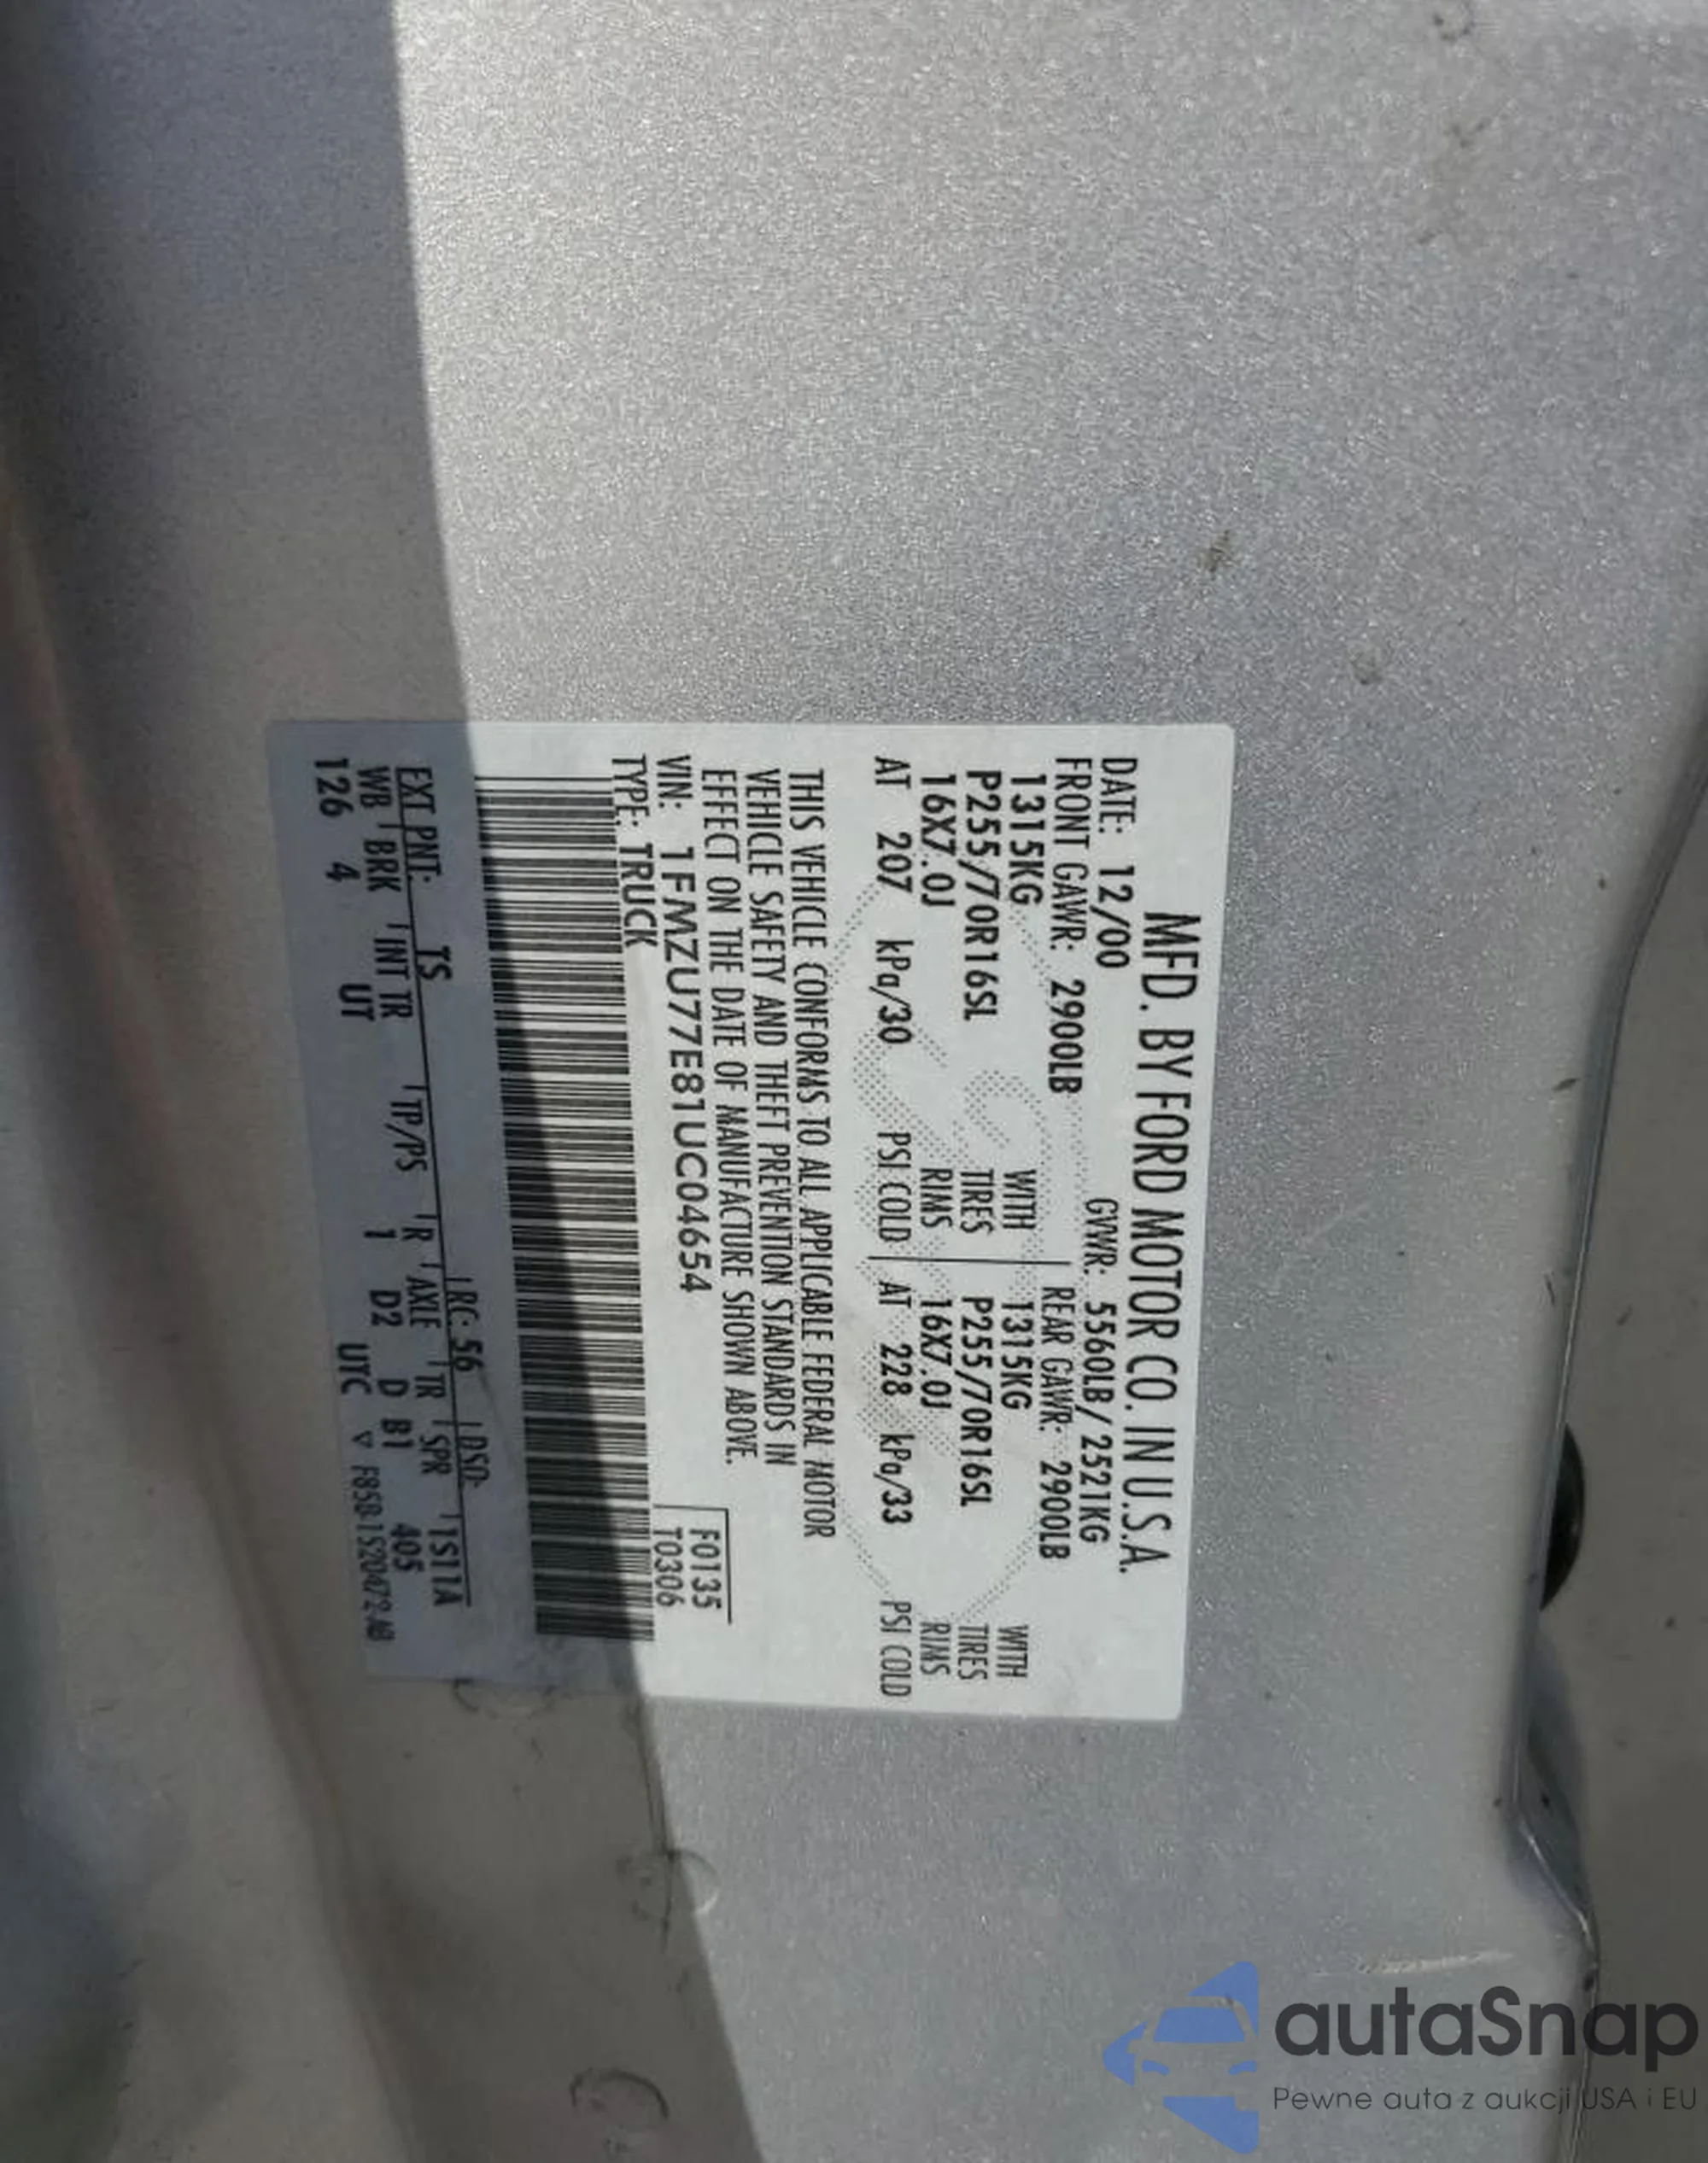 MFD. BY FORD MOTOR CO. IN U.S.A.
DATE: 12/00 GVWR: 5560LB/2521KG
FRONT GAWR: 2900LB REAR GAWR: 2900LB
1315KG WITH 1315KG WITH
P255/70R16SL TIRES P255/70R16SL TIRES
16X7.0J RIMS 16X7.0J RIMS
AT 207 kPa/30 PSI COLD AT 228 kPa/33 PSI COLD
THIS VEHICLE CONFORMS TO ALL APPLICABLE FEDERAL MOTOR
VEHICLE SAFETY AND THEFT PREVENTION STANDARDS IN
EFFECT ON THE DATE OF MANUFACTURE SHOWN ABOVE.
VIN: 1FMZU77E81UC04654 F0135
TYPE: TRUCK T0306
EXT PNT: TS RC: 56 DSO:
WB BRK INT TR TP/PS R AXLE TR SPR 1S11A
126 4 UT 1 D2 D B1 405
UTC ▽ F85B-1520472-AB
autaSnap
Pewne auta z aukcji USA i EU